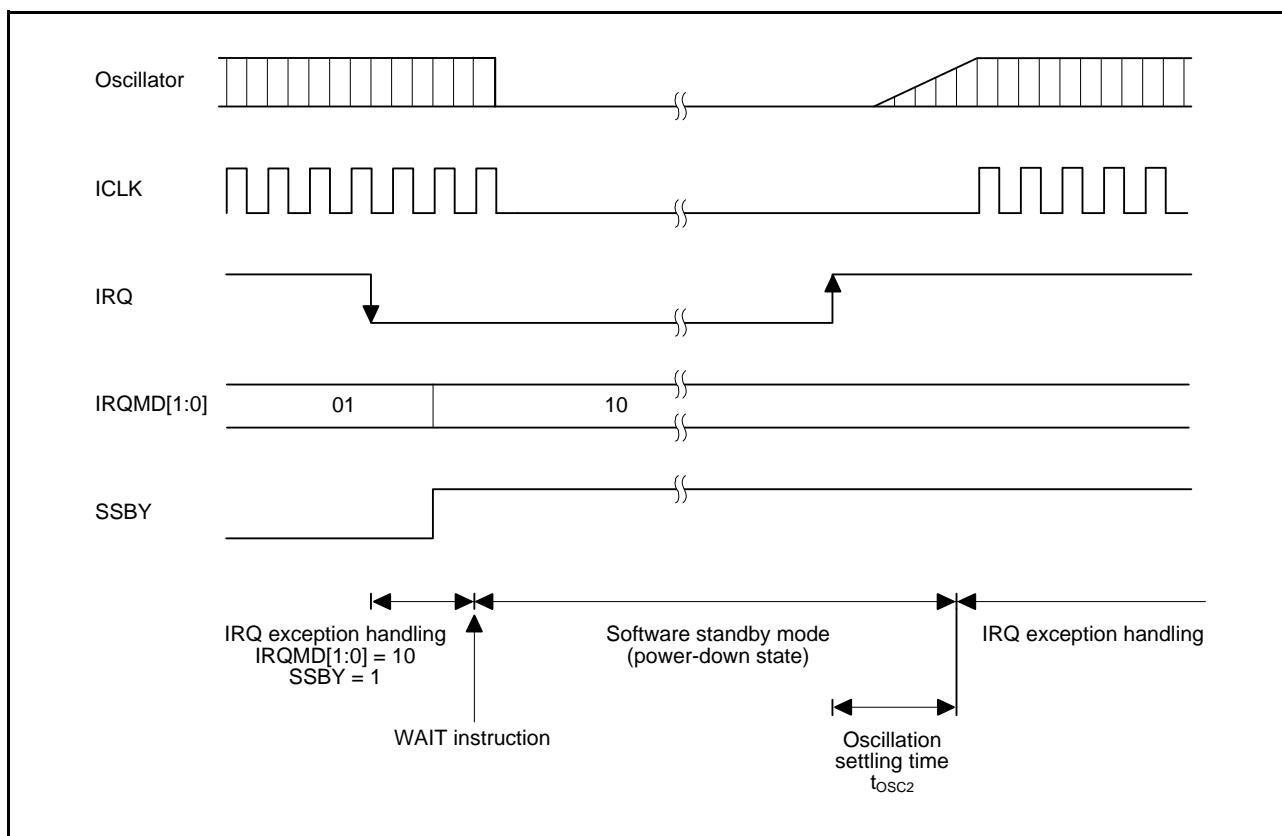 Oscillator
ICLK
IRQ
IRQMD[1:0]
01
10
SSBY
IRQ exception handling
IRQMD[1:0] = 10
SSBY = 1
Software standby mode
(power-down state)
IRQ exception handling
WAIT instruction
Oscillation
settling time
tOSC2